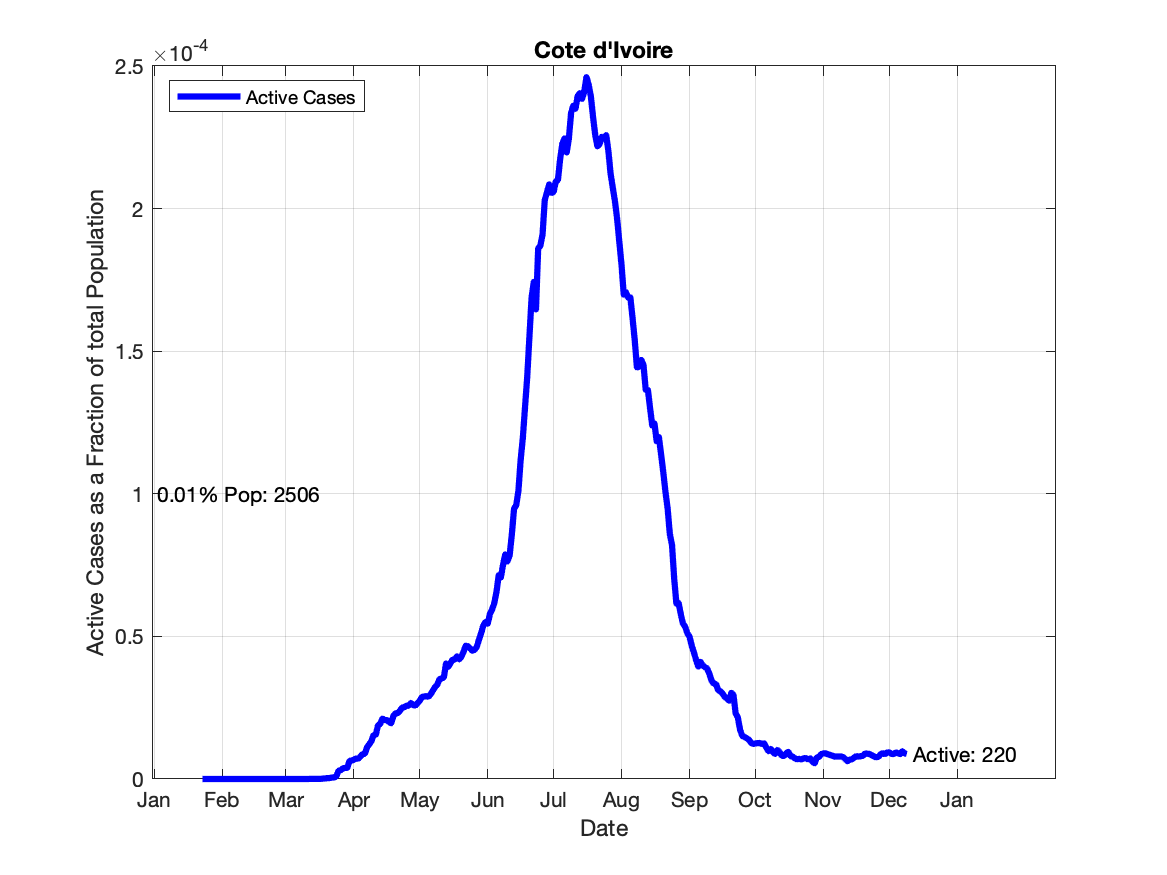 Cote d'Ivoire
×10-4
Active Cases
2.5
2
1.5
1
0.5
0
0.01% Pop: 2506
Active: 220
Active Cases as a Fraction of total Population
Jan Feb Mar Apr May Jun Jul Aug Sep Oct Nov Dec Jan
Date